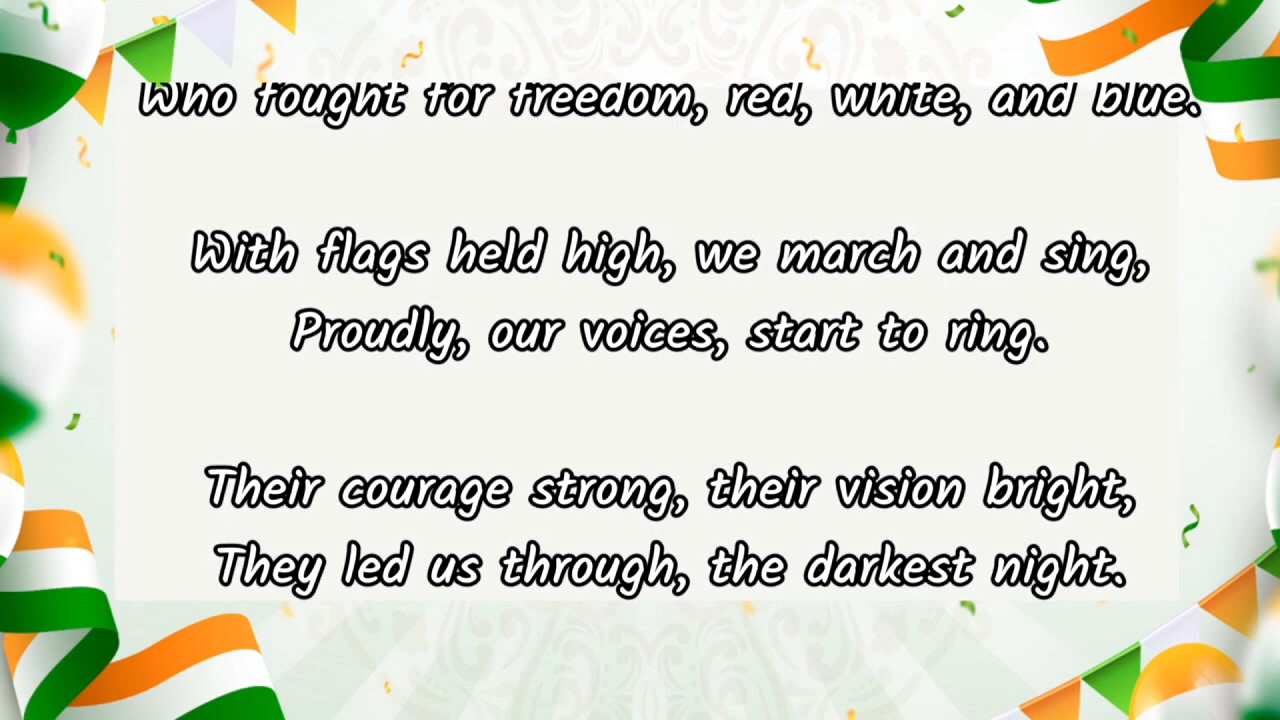 Who fought for freedom, red, white, and blue.
With flags held high, we march and sing,
Proudly, our voices, start to ring.
Their courage strong, their vision bright,
They led us through, the darkest night.